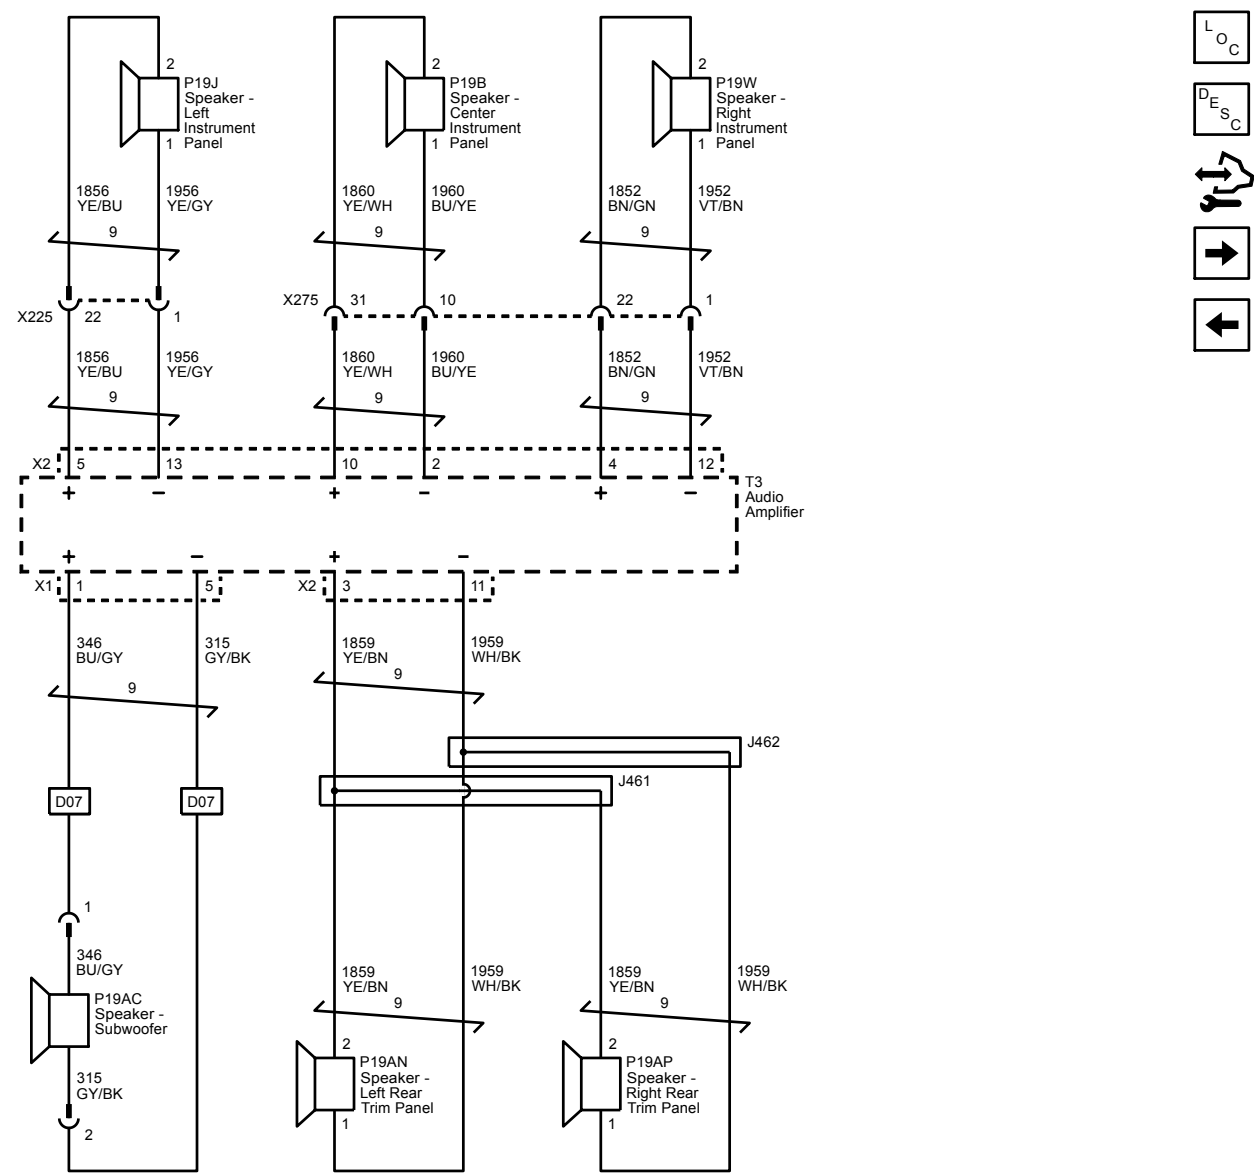 2
P19J
Speaker -
Left
Instrument
Panel
1
2
P19B
Speaker -
Center
Instrument
Panel
1
2
P19W
Speaker -
Right
Instrument
Panel
1
LOC
DESC
1856
YE/BU
1956
YE/GY
1860
YE/WH
1960
BU/YE
1852
BN/GN
1952
VT/BN
9
9
9
X225
22
1
X275
31
10
22
1
1856
YE/BU
1956
YE/GY
1860
YE/WH
1960
BU/YE
1852
BN/GN
1952
VT/BN
9
9
9
X2
5
13
10
2
4
12
T3
Audio
Amplifier
+
–
+
–
+
–
+
–
+
–
X1
1
5
X2
3
11
346
BU/GY
315
GY/BK
1859
YE/BN
1959
WH/BK
9
9
J462
J461
D07
D07
1
346
BU/GY
P19AC
Speaker -
Subwoofer
315
GY/BK
2
1859
YE/BN
1959
WH/BK
1859
YE/BN
1959
WH/BK
9
9
2
P19AN
Speaker -
Left Rear
Trim Panel
1
2
P19AP
Speaker -
Right Rear
Trim Panel
1